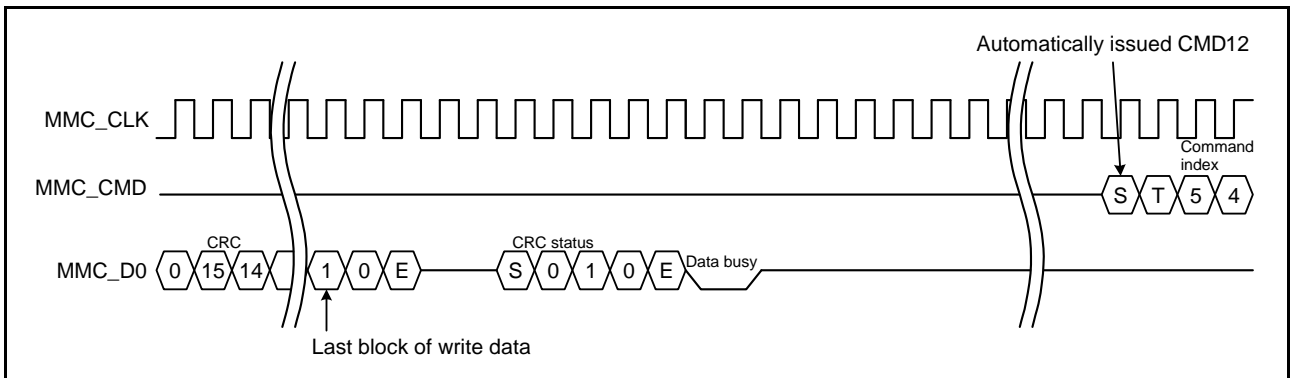 Automatically issued CMD12
MMC_CLK
Command
index
MMC_CMD
S T 5 4
CRC
CRC status
Data busy
MMC_D0
0 15 14 1 0 E S 0 1 0 E
Last block of write data